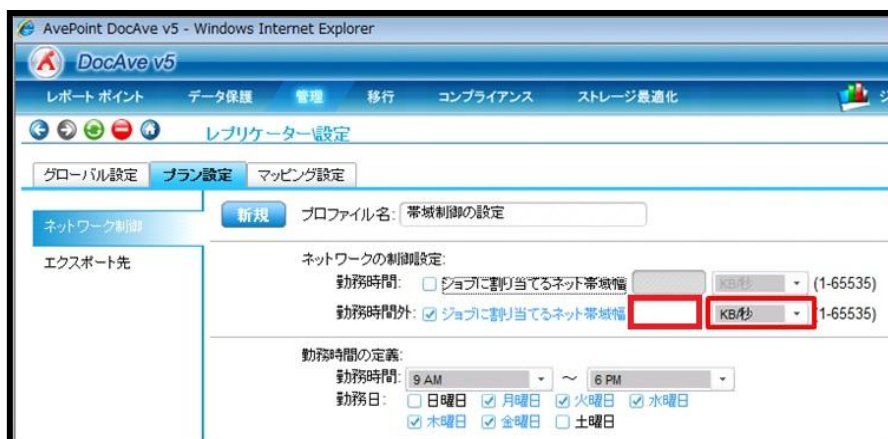 AvePoint DocAve v5 - Windows Internet Explorer
DocAve v5
レポート ポイント データ保護 管理 移行 コンプライアンス ストレージ最適化 ジ
レプリケーター\設定
グローバル設定 プラン設定 マッピング設定
ネットワーク制御
エクスポート先
新規 プロファイル名: 帯域制御の設定
ネットワークの制御設定:
勤務時間: ジョブに割り当てるネット帯域幅 KB/秒 (1-65535)
勤務時間外: ジョブに割り当てるネット帯域幅 KB/秒 (1-65535)
勤務時間の定義:
勤務時間: 9 AM ～ 6 PM
勤務日: 日曜日 月曜日 火曜日 水曜日
木曜日 金曜日 土曜日